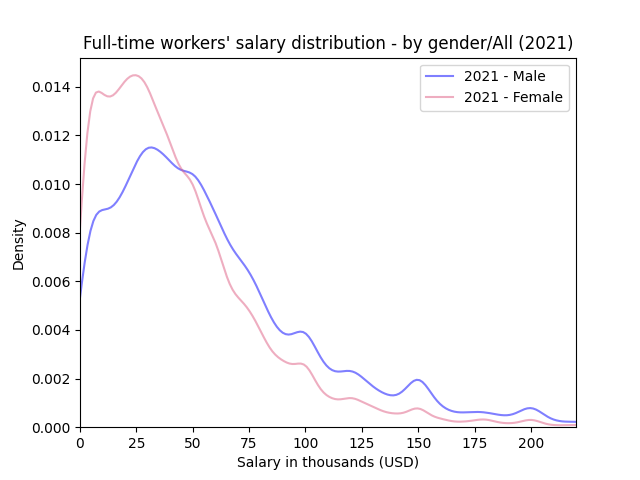 Full-time workers' salary distribution - by gender/All (2021)
2021 - Male
2021 - Female
Density
0.014
0.012
0.010
0.008
0.006
0.004
0.002
0.000
0 25 50 75 100 125 150 175 200
Salary in thousands (USD)